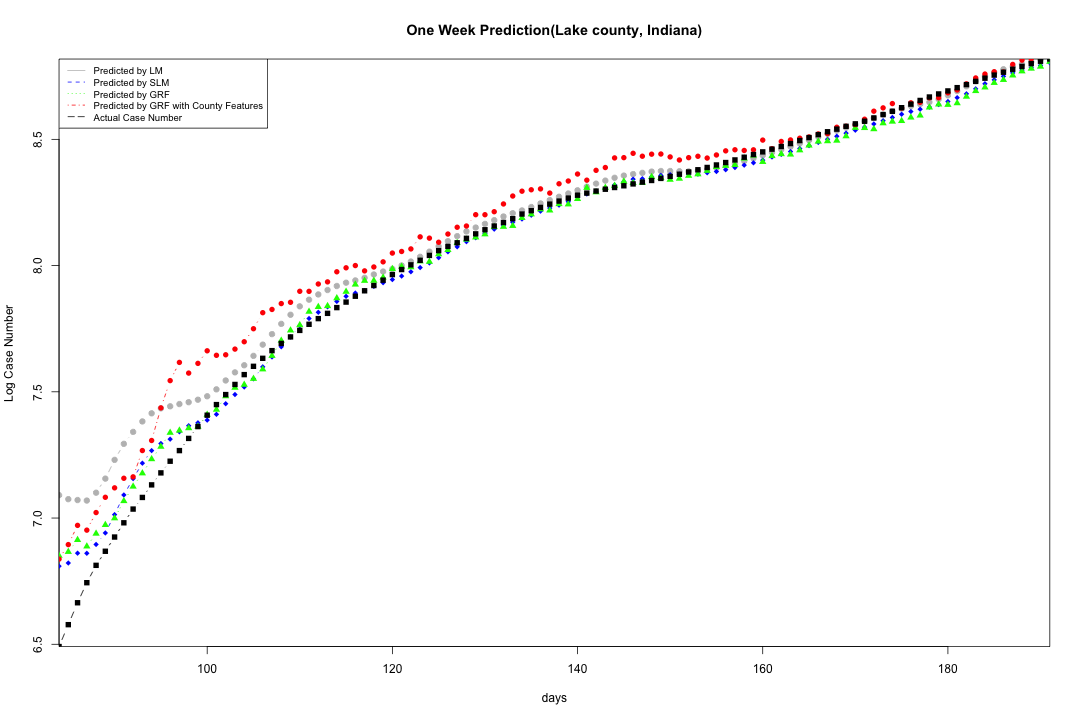 One Week Prediction(Lake county, Indiana)
Predicted by LM
Predicted by SLM
Predicted by GRF
Predicted by GRF with County Features
Actual Case Number
8.5
8.0
7.5
7.0
6.5
Log Case Number
100 120 140 160 180
days